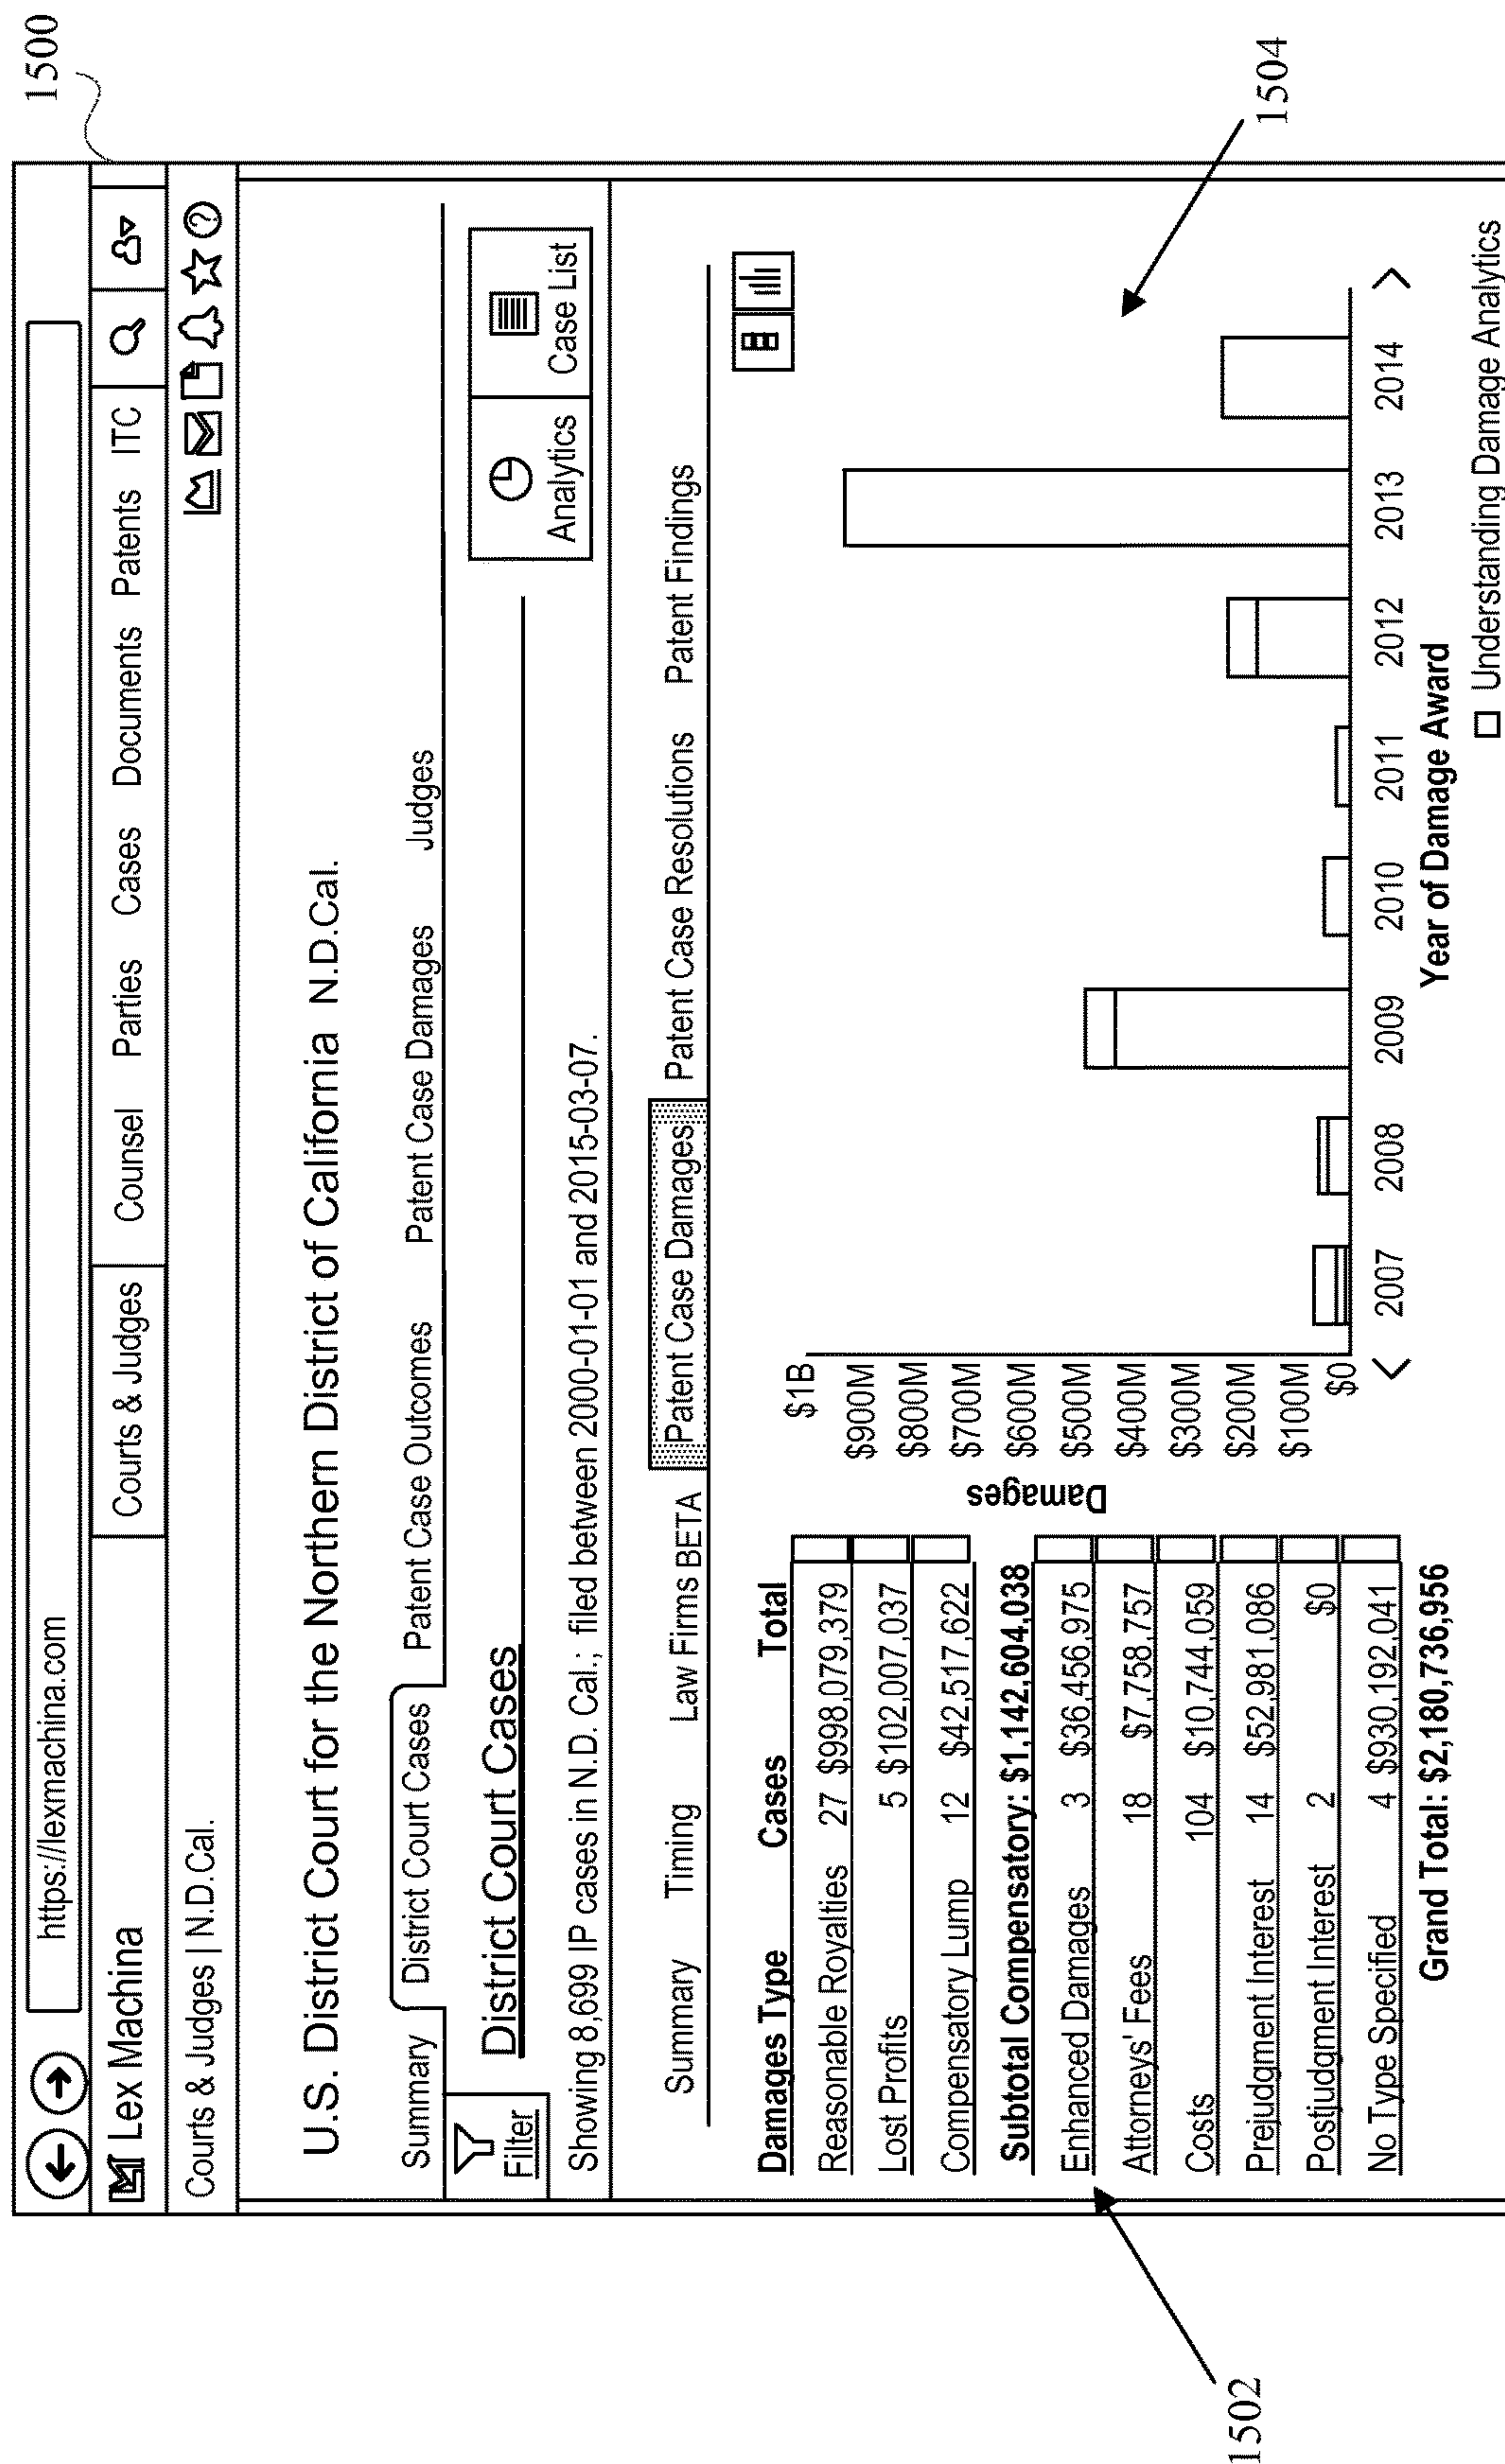 1500
https://lexmachina.com
Lex Machina Courts & Judges Counsel Parties Cases Documents Patents ITC
Courts & Judges | N.D.Cal.
U.S. District Court for the Northern District of California N.D.Cal.
Summary District Court Cases Patent Case Outcomes Patent Case Damages Judges
Filter
District Court Cases
Analytics
Case List
Showing 8,699 IP cases in N.D. Cal.; filed between 2000-01-01 and 2015-03-07.
Summary Timing Law Firms BETA Patent Case Damages Patent Case Resolutions Patent Findings
Damages Type Cases Total
Reasonable Royalties 27 $998,079,379
Lost Profits 5 $102,007,037
Compensatory Lump 12 $42,517,622
Subtotal Compensatory: $1,142,604,038
Enhanced Damages 3 $36,456,975
Attorneys' Fees 18 $7,758,757
Costs 104 $10,744,059
Prejudgment Interest 14 $52,981,086
Postjudgment Interest 2 $0
No Type Specified 4 $930,192,041
Grand Total: $2,180,736,956
1502
Damages
$1B
$900M
$800M
$700M
$600M
$500M
$400M
$300M
$200M
$100M
$0
2007 2008 2009 2010 2011 2012 2013 2014
Year of Damage Award
Understanding Damage Analytics
1504